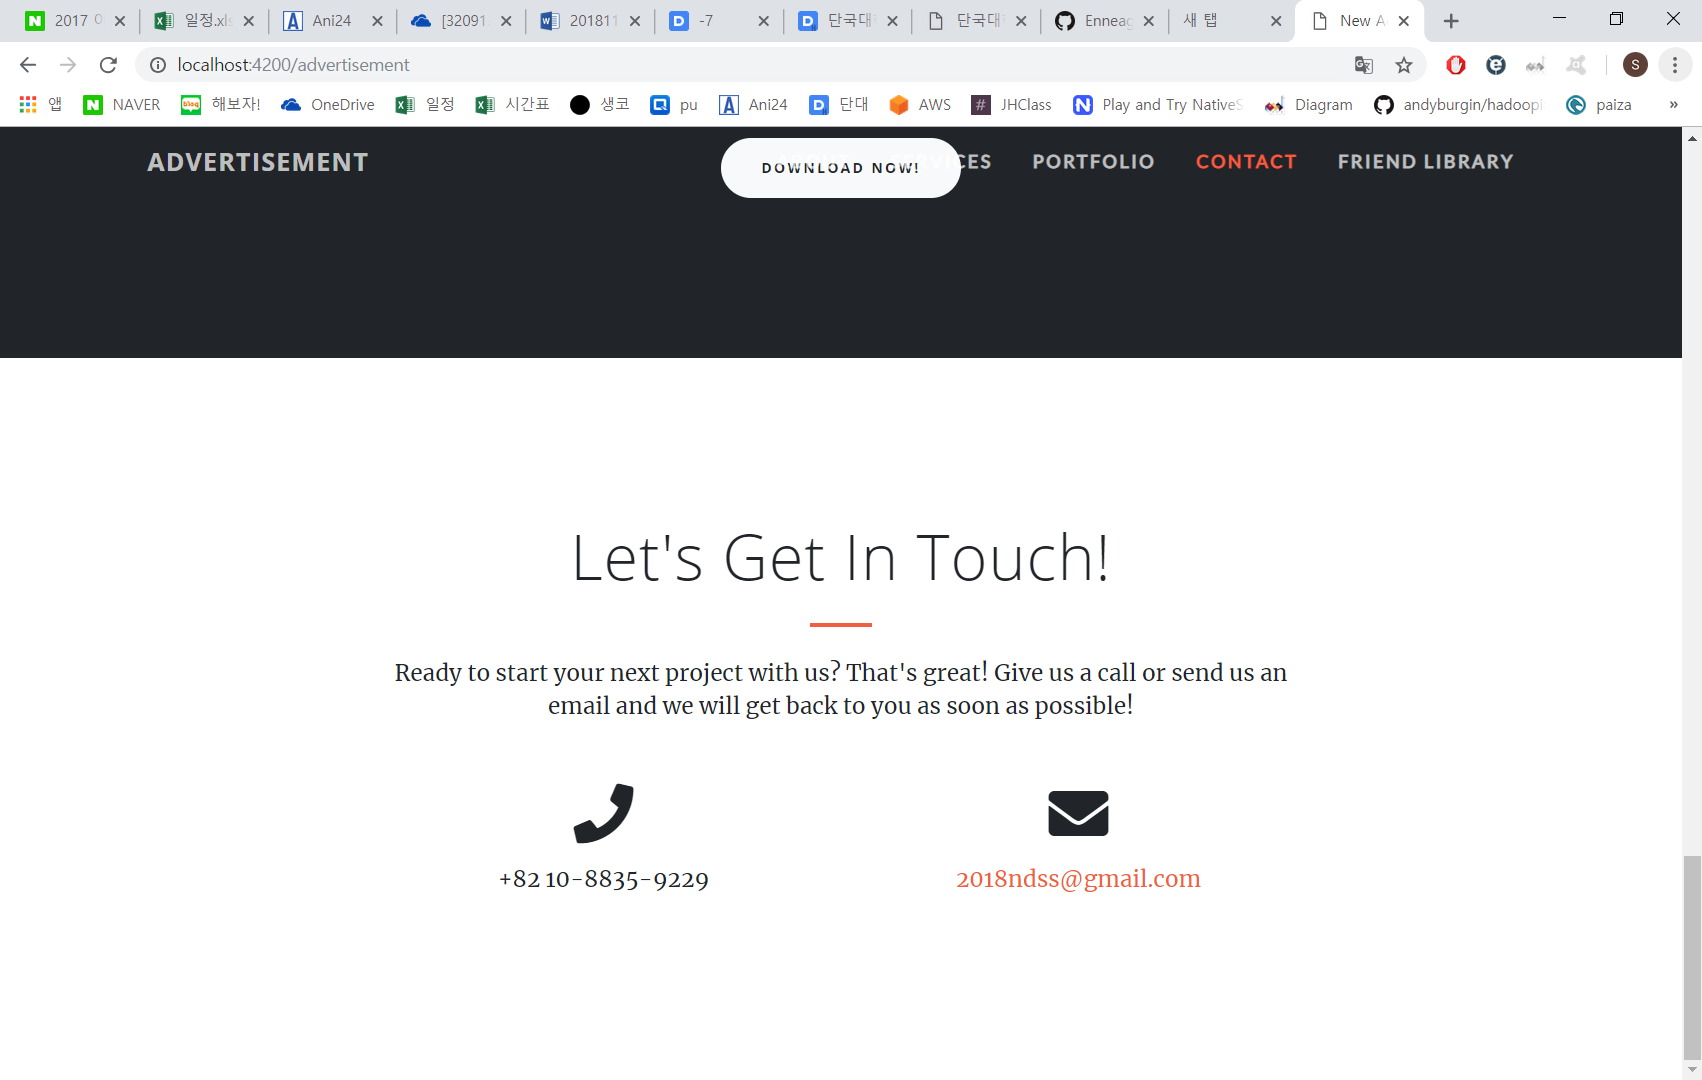 2017
일정.xls
Ani24
[32091
201811
-7
단국대
단국대
Ennea
새 탭
New A
localhost:4200/advertisement
앱 NAVER 해보자! OneDrive 일정 시간표 생코 pu Ani24 단대 AWS JHClass Play and Try NativeS Diagram andyburgin/hadoopi paiza »
ADVERTISEMENT
DOWNLOAD NOW!
PORTFOLIO CONTACT FRIEND LIBRARY
Let's Get In Touch!
Ready to start your next project with us? That's great! Give us a call or send us an
email and we will get back to you as soon as possible!
+82 10-8835-9229
2018ndss@gmail.com